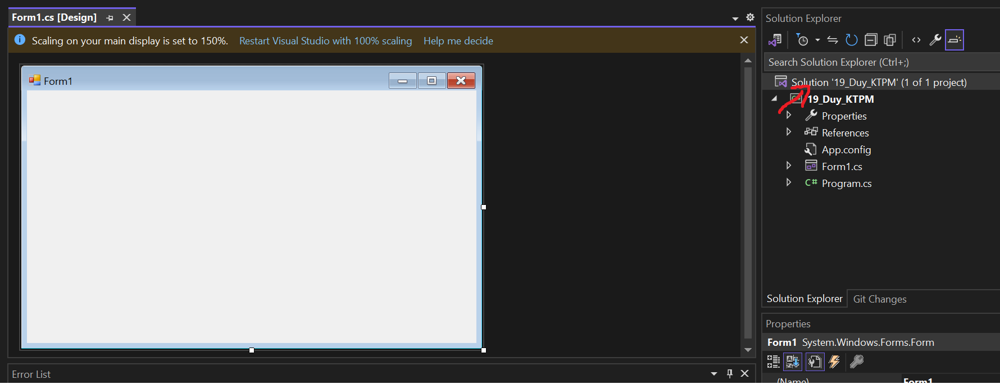 Form1.cs [Design]
Scaling on your main display is set to 150%. Restart Visual Studio with 100% scaling Help me decide
Form1
Error List
Solution Explorer
Search Solution Explorer (Ctrl+;)
Solution '19_Duy_KTPM' (1 of 1 project)
19_Duy_KTPM
Properties
References
App.config
Form1.cs
C# Program.cs
Solution Explorer Git Changes
Properties
Form1 System.Windows.Forms.Form
(Name) Form1